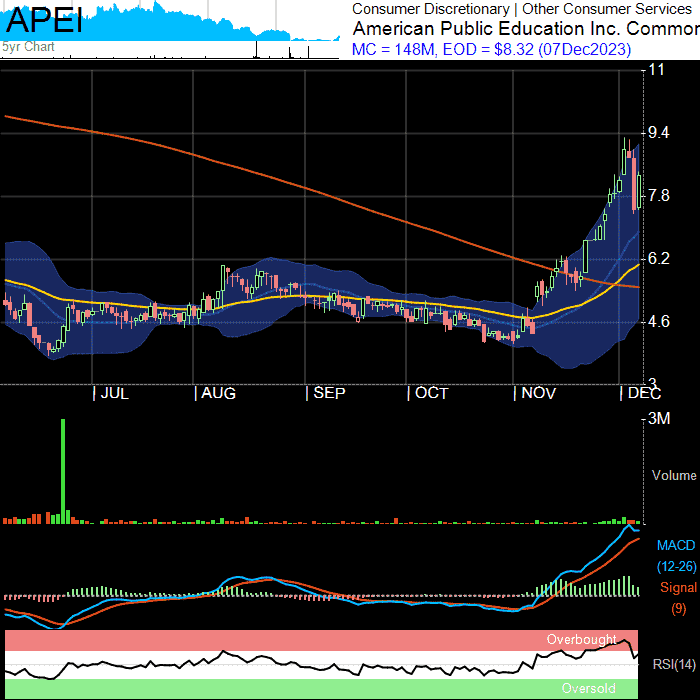 APEI
5yr Chart
Consumer Discretionary | Other Consumer Services
American Public Education Inc. Common
MC = 148M, EOD = $8.32 (07Dec2023)
11
9.4
7.8
6.2
4.6
3
JUL AUG SEP OCT NOV DEC
3M
Volume
MACD
(12-26)
Signal
(9)
Overbought
RSI(14)
Oversold